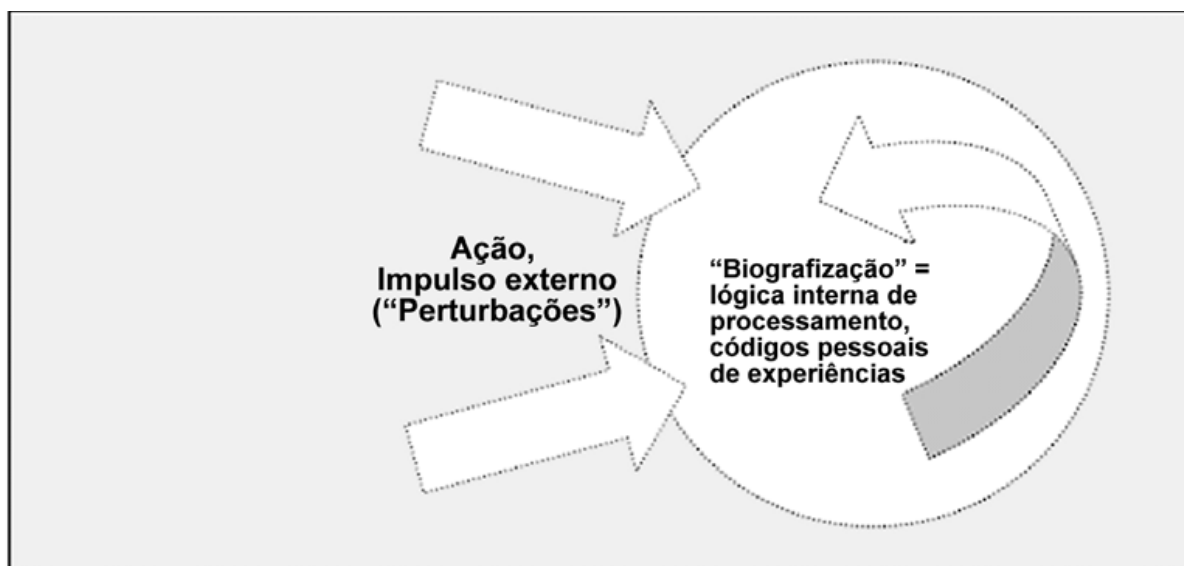 Ação,
Impulso externo
(“Perturbações”)
“Biografização” =
lógica interna de
processamento,
códigos pessoais
de experiências